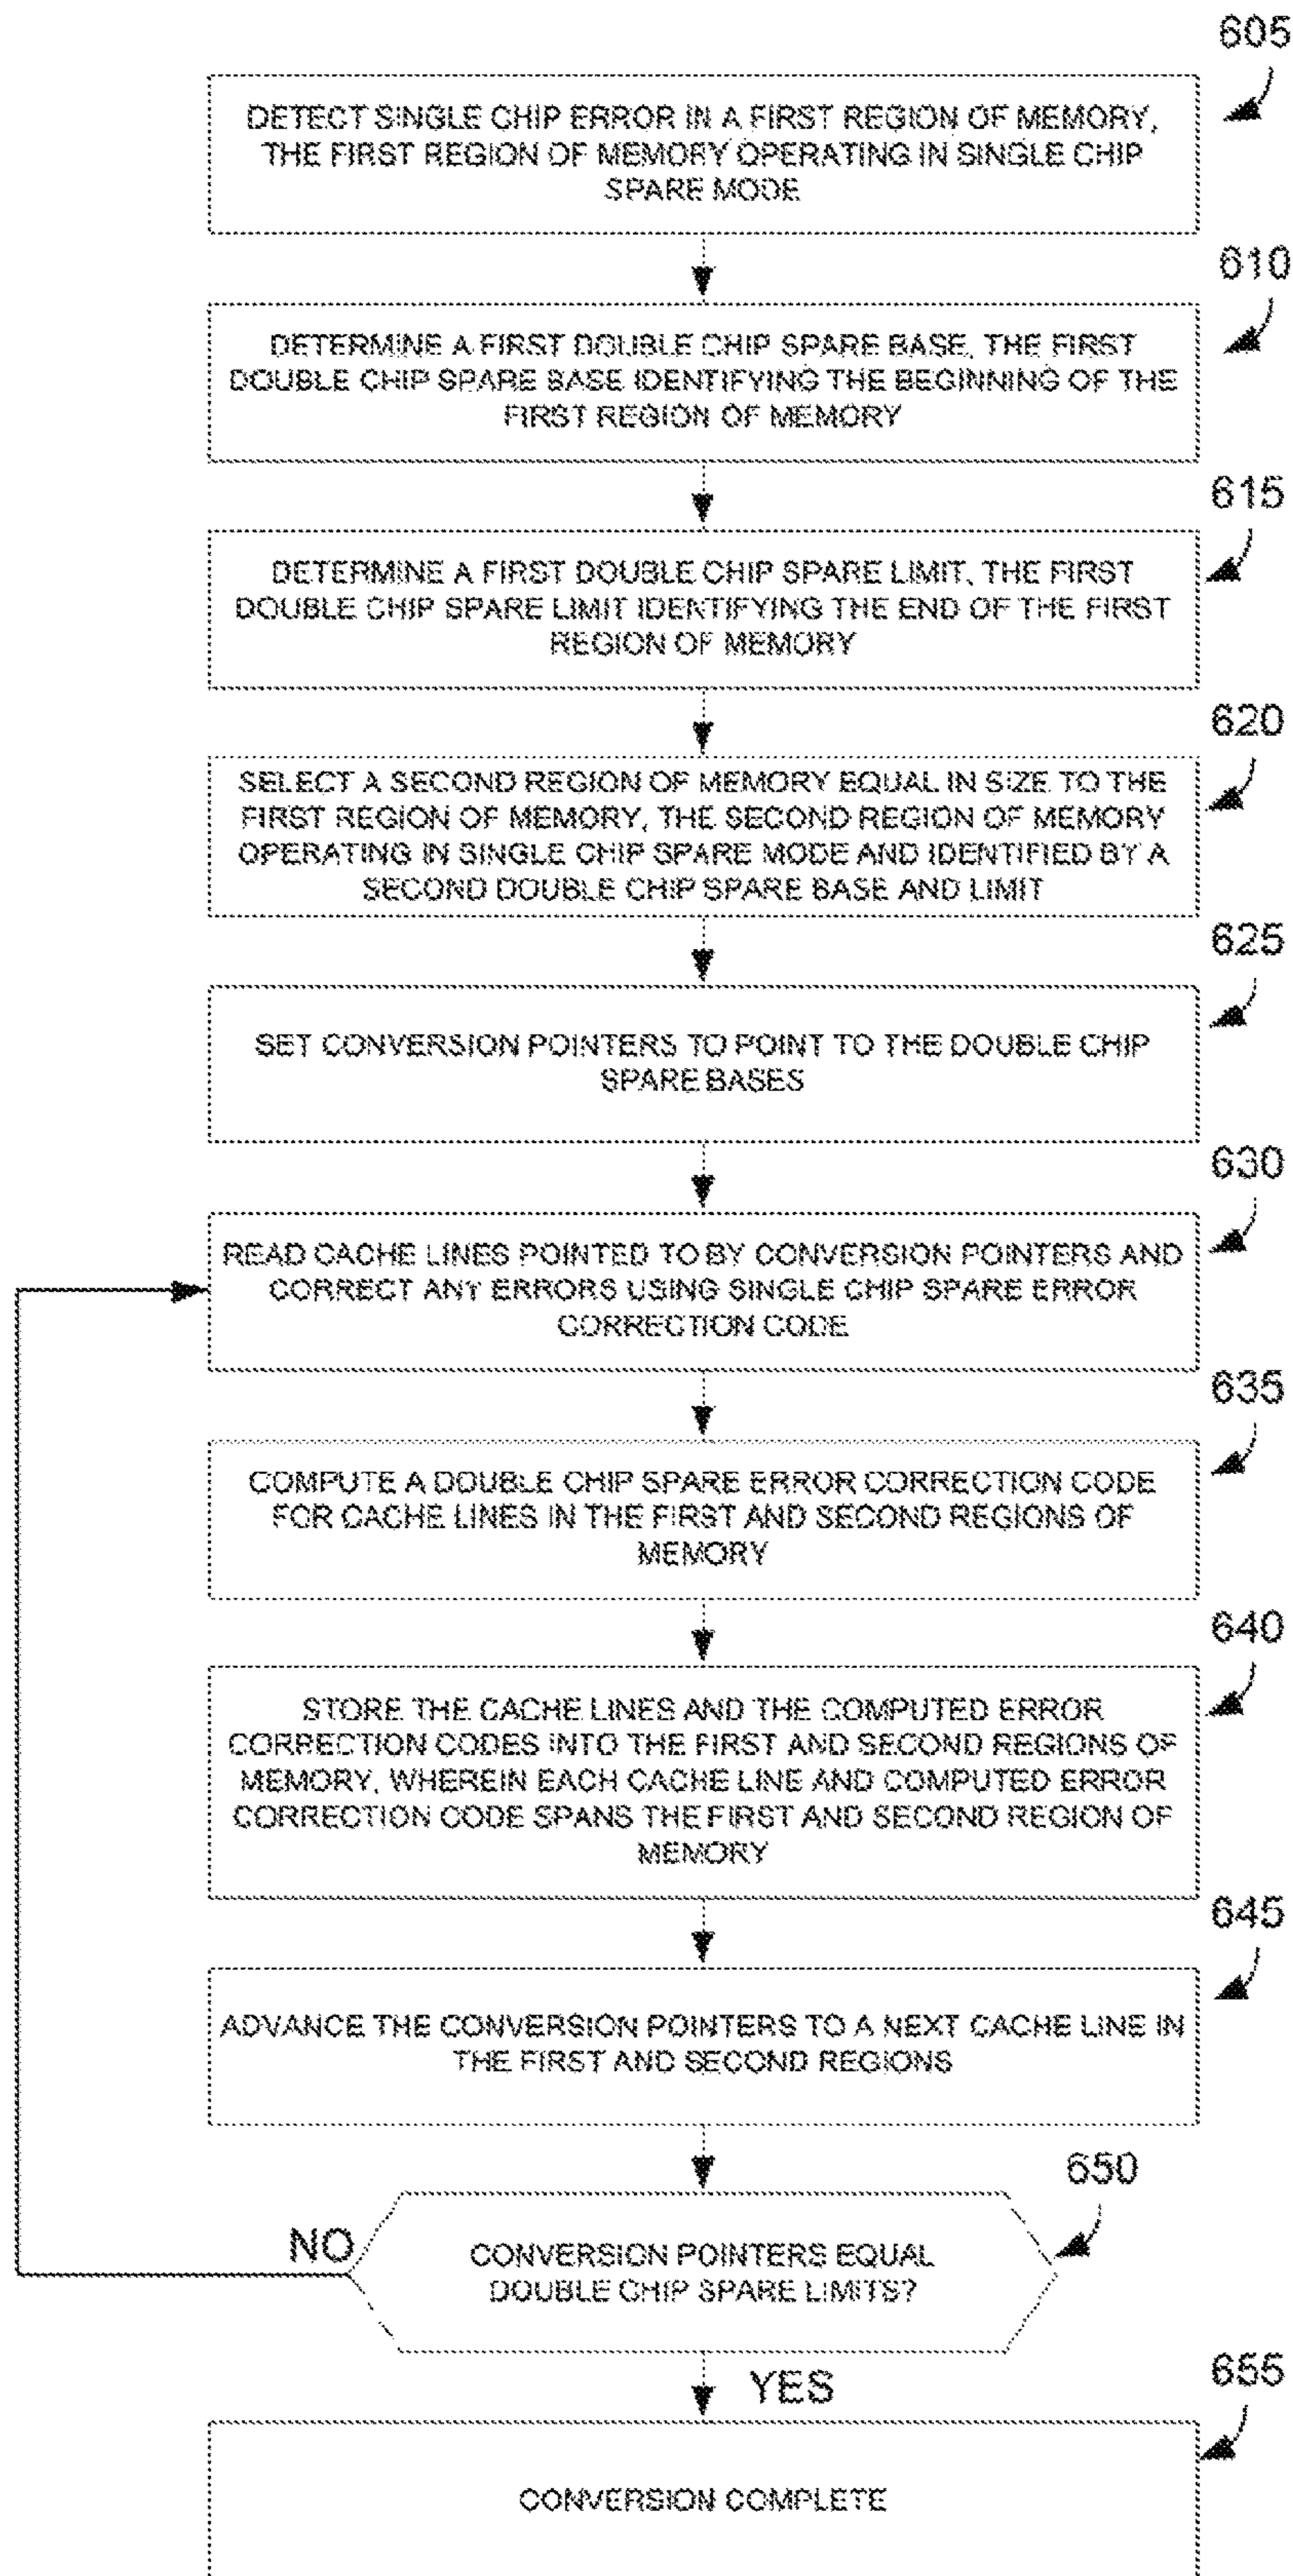 605
DETECT SINGLE CHIP ERROR IN A FIRST REGION OF MEMORY,
THE FIRST REGION OF MEMORY OPERATING IN SINGLE CHIP
SPARE MODE
610
DETERMINE A FIRST DOUBLE CHIP SPARE BASE, THE FIRST
DOUBLE CHIP SPARE BASE IDENTIFYING THE BEGINNING OF THE
FIRST REGION OF MEMORY
615
DETERMINE A FIRST DOUBLE CHIP SPARE LIMIT, THE FIRST
DOUBLE CHIP SPARE LIMIT IDENTIFYING THE END OF THE FIRST
REGION OF MEMORY
620
SELECT A SECOND REGION OF MEMORY EQUAL IN SIZE TO THE
FIRST REGION OF MEMORY, THE SECOND REGION OF MEMORY
OPERATING IN SINGLE CHIP SPARE MODE AND IDENTIFIED BY A
SECOND DOUBLE CHIP SPARE BASE AND LIMIT
625
SET CONVERSION POINTERS TO POINT TO THE DOUBLE CHIP
SPARE BASES
630
READ CACHE LINES POINTED TO BY CONVERSION POINTERS AND
CORRECT ANY ERRORS USING SINGLE CHIP SPARE ERROR
CORRECTION CODE
635
COMPUTE A DOUBLE CHIP SPARE ERROR CORRECTION CODE
FOR CACHE LINES IN THE FIRST AND SECOND REGIONS OF
MEMORY
640
STORE THE CACHE LINES AND THE COMPUTED ERROR
CORRECTION CODES INTO THE FIRST AND SECOND REGIONS OF
MEMORY, WHEREIN EACH CACHE LINE AND COMPUTED ERROR
CORRECTION CODE SPANS THE FIRST AND SECOND REGION OF
MEMORY
645
ADVANCE THE CONVERSION POINTERS TO A NEXT CACHE LINE IN
THE FIRST AND SECOND REGIONS
650
NO
CONVERSION POINTERS EQUAL
DOUBLE CHIP SPARE LIMITS?
YES
655
CONVERSION COMPLETE